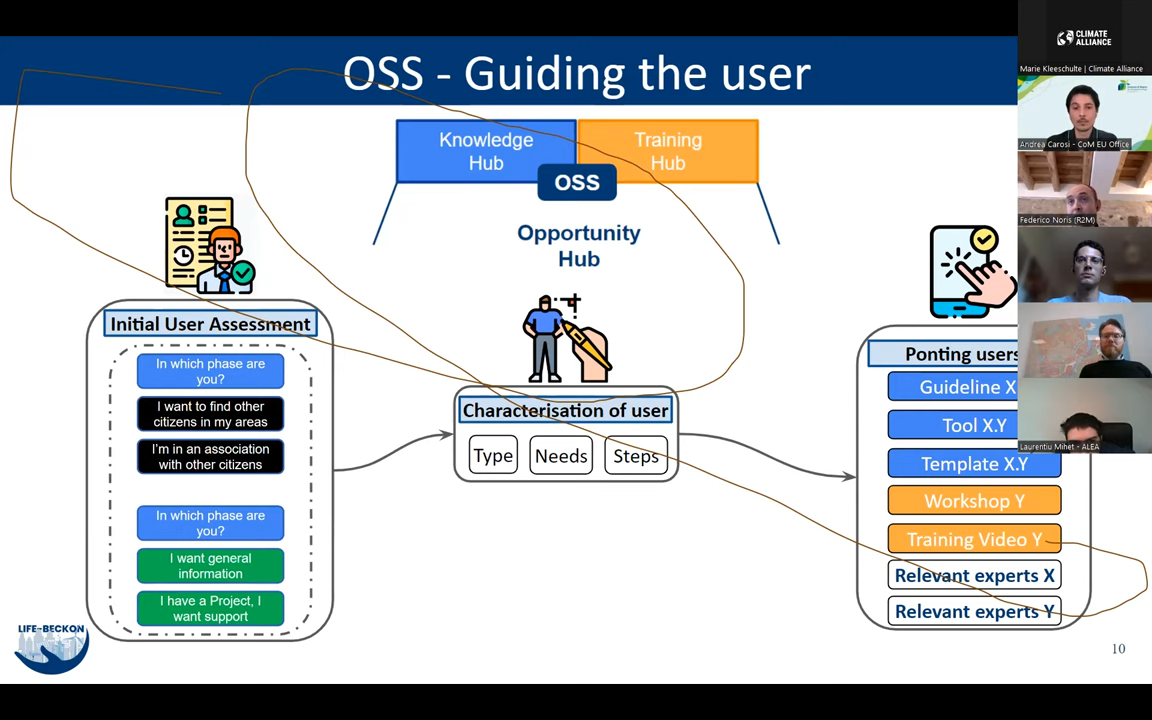 OSS - Guiding the user
Knowledge
Hub
Training
Hub
OSS
Opportunity
Hub
Initial User Assessment
In which phase are
you?
I want to find other
citizens in my areas
I'm in an association
with other citizens
In which phase are
you?
I want general
information
I have a Project, I
want support
Characterisation of user
Type
Needs
Steps
Ponting users
Guideline X
Tool X.Y
Template X.Y
Workshop Y
Training Video Y
Relevant experts X
Relevant experts Y
LIFE-BECKON
10
CLIMATE
ALLIANCE
Marie Kleeschulte | Climate Alliance
Andrea Carosi - CoM EU Office
Federico Noris (R2M)
Laurentiu Mihet - ALEA